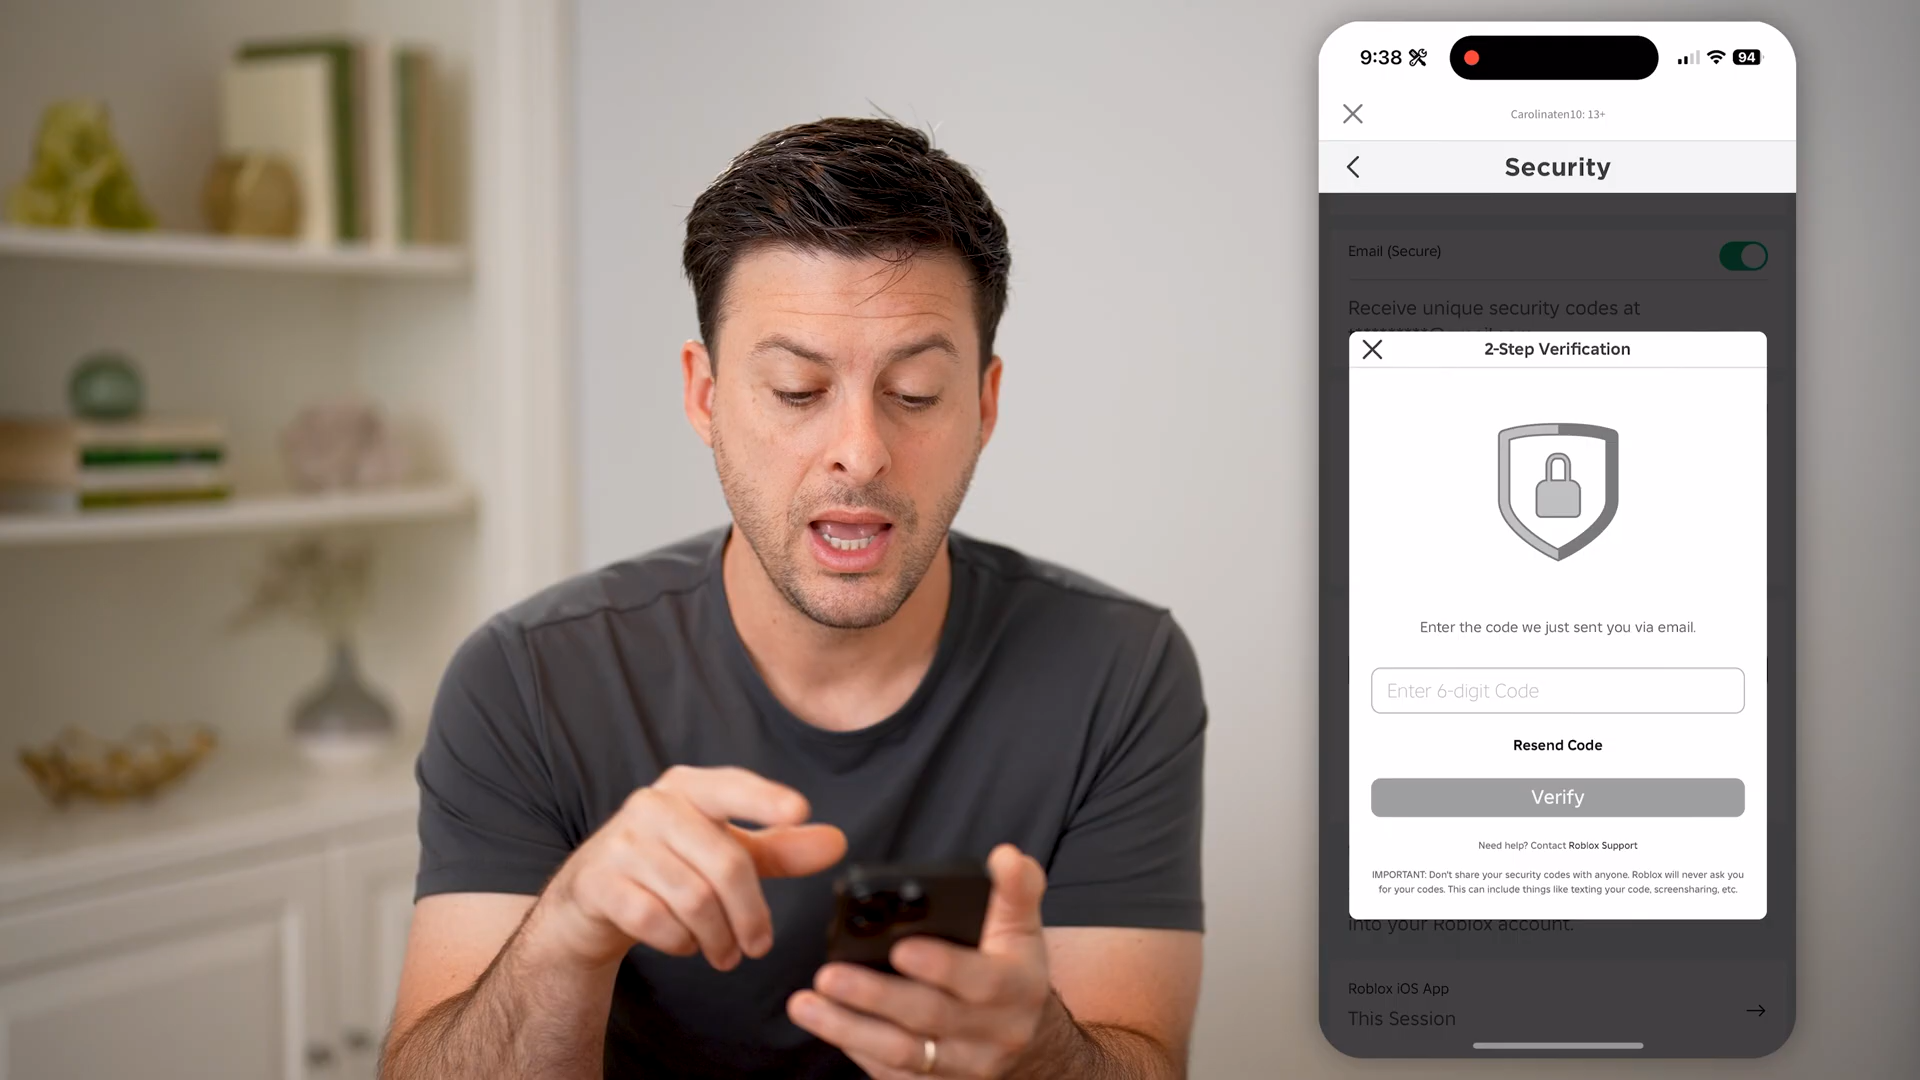 9:38
94
Carolinaten10: 13+
Security
Email (Secure)
Receive unique security codes at
2-Step Verification
Enter the code we just sent you via email.
Enter 6-digit Code
Resend Code
Verify
Need help? Contact Roblox Support
IMPORTANT: Don't share your security codes with anyone. Roblox will never ask you
for your codes. This can include things like texting your code, screensharing, etc.
into your Roblox account.
Roblox iOS App
This Session